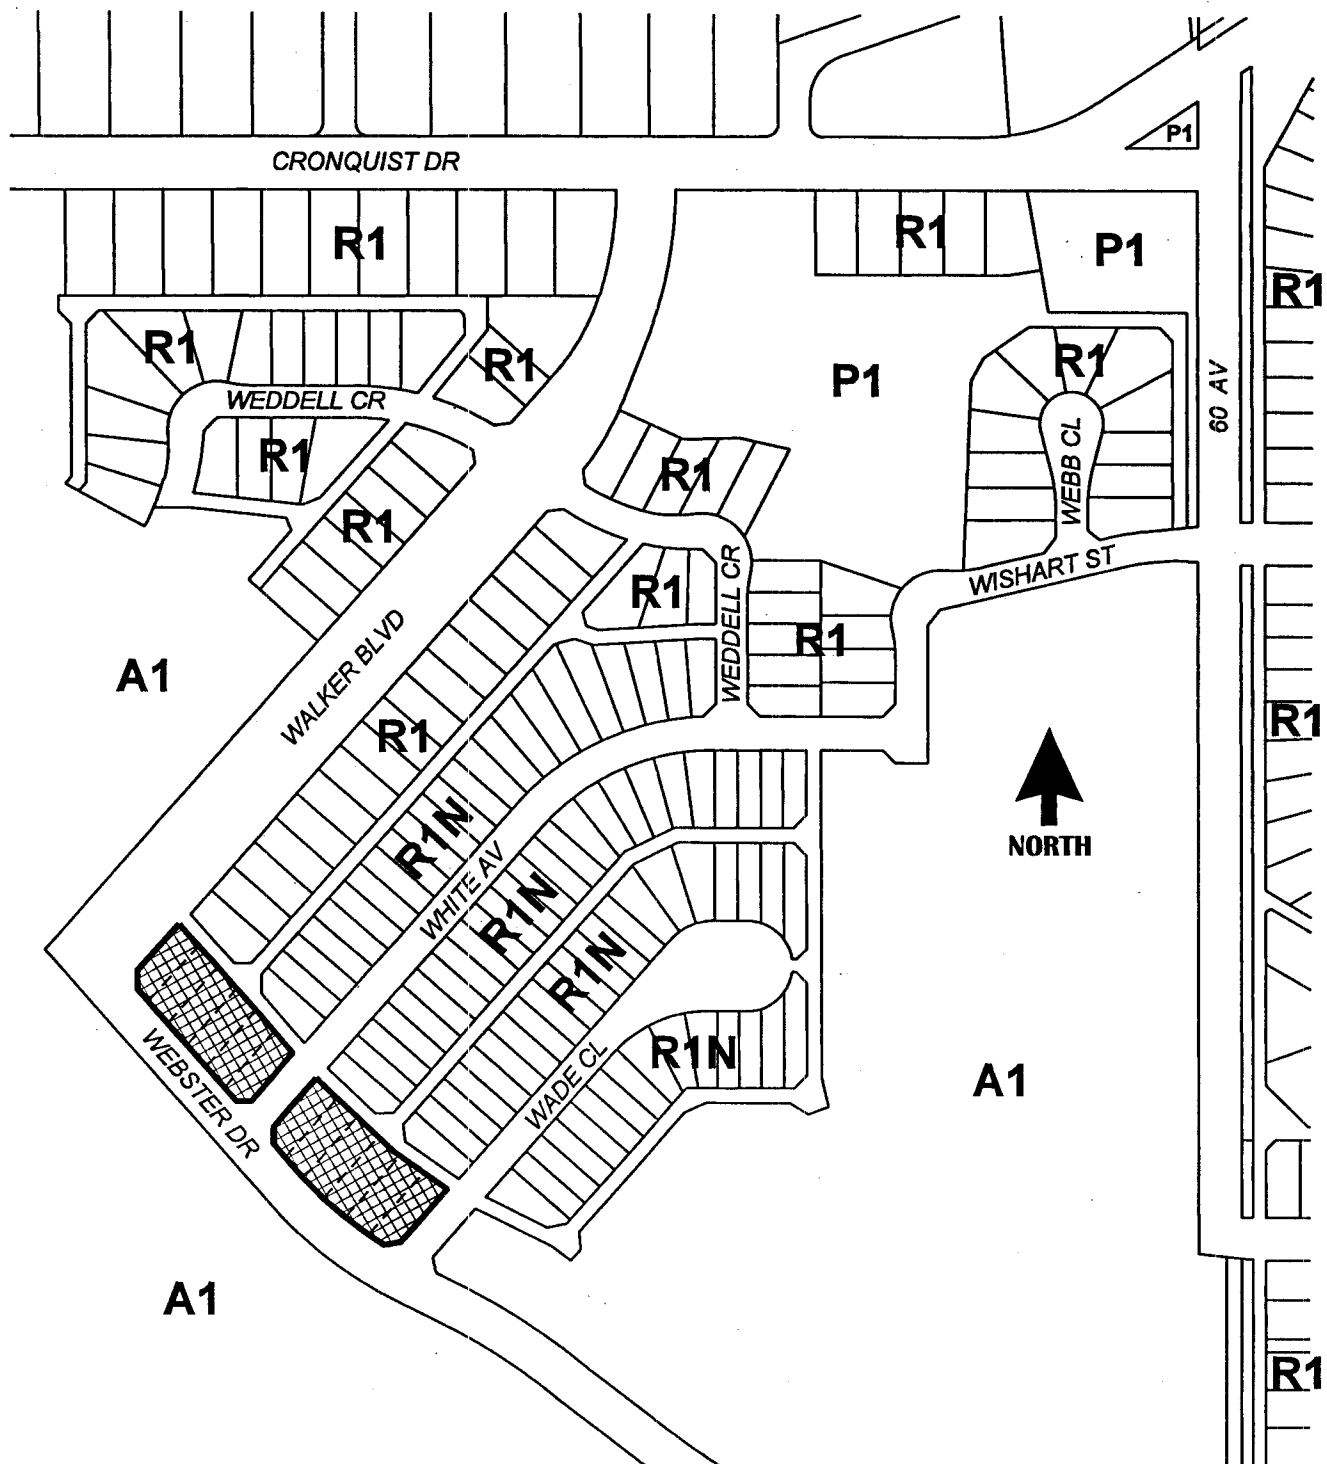 P1
CRONQUIST DR
R1
R1
P1
R1
R1
R1
R1
P1
R1
60 AV
WEDDELL CR
R1
WEBB CL
R1
R1
WEDDELL CR
WISHART ST
R1
R1
A1
WALKER BLVD
R1
R1
NORTH
R1N
WHITE AV
R1N
R1N
WEBSTER DR
WADE CL
R1N
A1
A1
R1